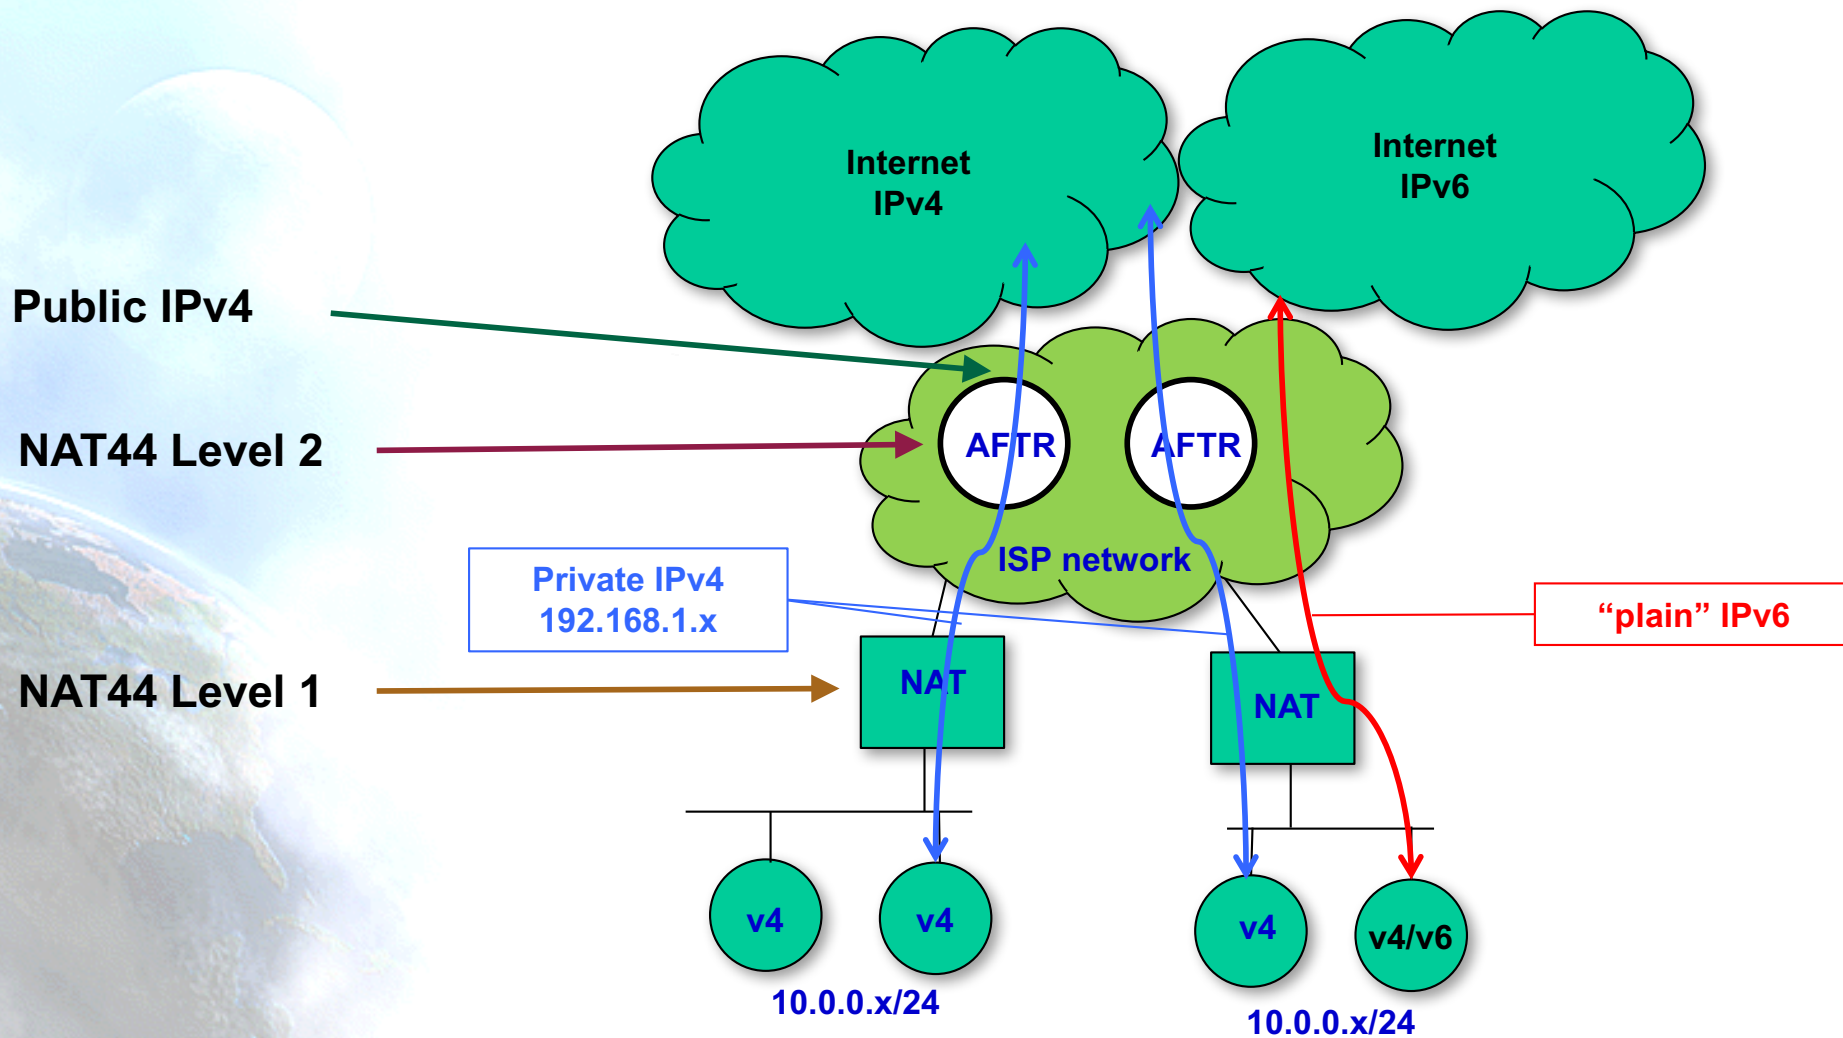 Internet
IPv4
Internet
IPv6
Public IPv4
NAT44 Level 2
AFTR
AFTR
ISP network
Private IPv4
192.168.1.x
“plain” IPv6
NAT44 Level 1
NAT
NAT
v4
v4
v4
v4/v6
10.0.0.x/24
10.0.0.x/24